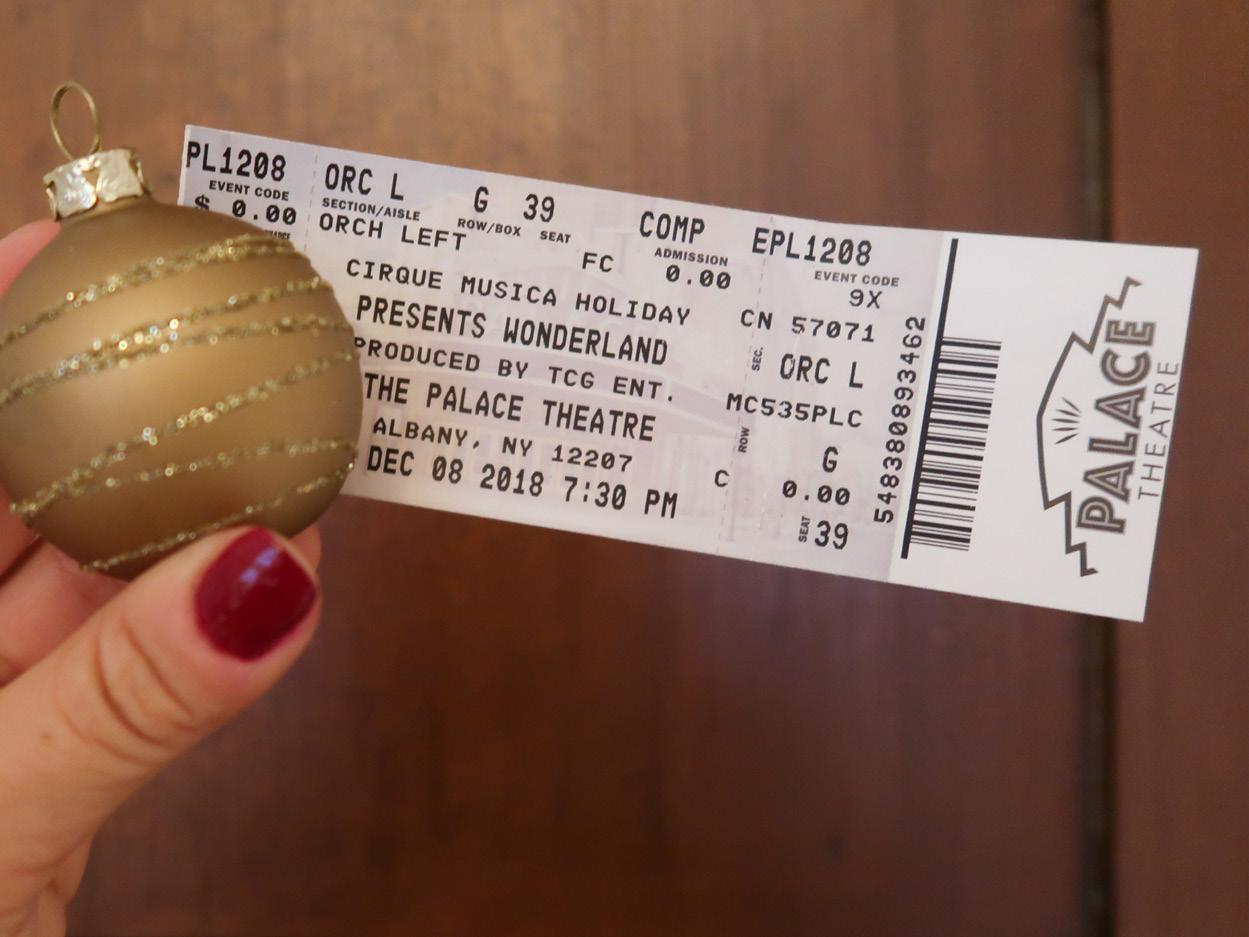 PL1208
EVENT CODE
$ 0.00
ORC L G 39 COMP
SECTION/AISLE ROW/BOX SEAT ADMISSION
ORCH LEFT FC 0.00
CIRQUE MUSICA HOLIDAY
PRESENTS WONDERLAND
PRODUCED BY TCG ENT.
THE PALACE THEATRE
ALBANY, NY 12207
DEC 08 2018 7:30 PM
EPL1208
EVENT CODE
9X
CN 57071
SEC.
ORC L
MC535PLC
ROW
G
C 0.00
SEAT 39
548380893462
PALACE
THEATRE